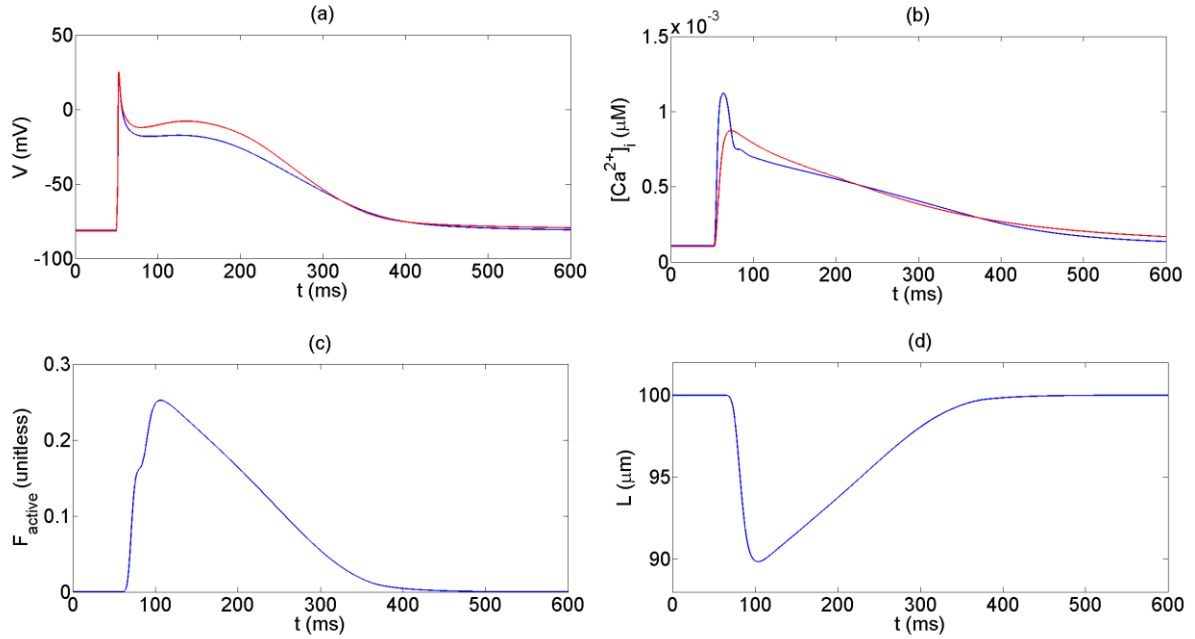 (a)
50
0
-50
-100
V (mV)
0 100 200 300 400 500 600
t (ms)
(b)
x 10⁻³
1.5
1
0.5
0
[Ca²⁺]ᵢ (μM)
0 100 200 300 400 500 600
t (ms)
(c)
0.3
0.2
0.1
0
F_active (unitless)
0 100 200 300 400 500 600
t (ms)
(d)
100
95
90
L (μm)
0 100 200 300 400 500 600
t (ms)